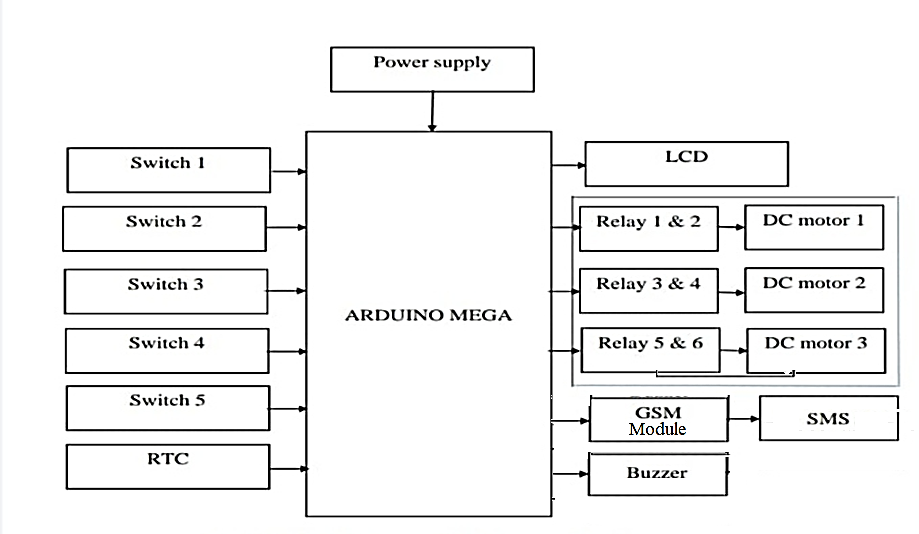 Power supply
Switch 1
LCD
Switch 2
Relay 1 & 2
DC motor 1
Switch 3
Relay 3 & 4
DC motor 2
ARDUINO MEGA
Switch 4
Relay 5 & 6
DC motor 3
Switch 5
GSM
Module
SMS
RTC
Buzzer